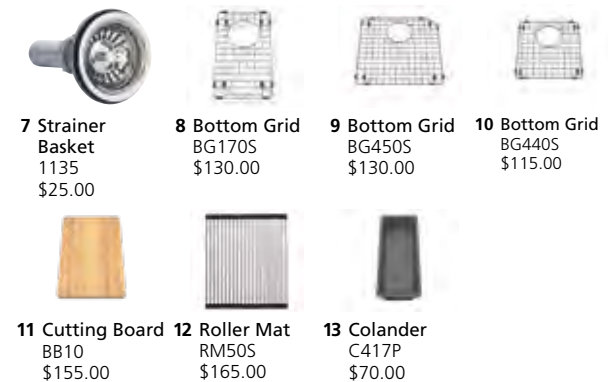 7 Strainer
Basket
1135
$25.00
8 Bottom Grid
BG170S
$130.00
9 Bottom Grid
BG450S
$130.00
10 Bottom Grid
BG440S
$115.00
11 Cutting Board
BB10
$155.00
12 Roller Mat
RM50S
$165.00
13 Colander
C417P
$70.00